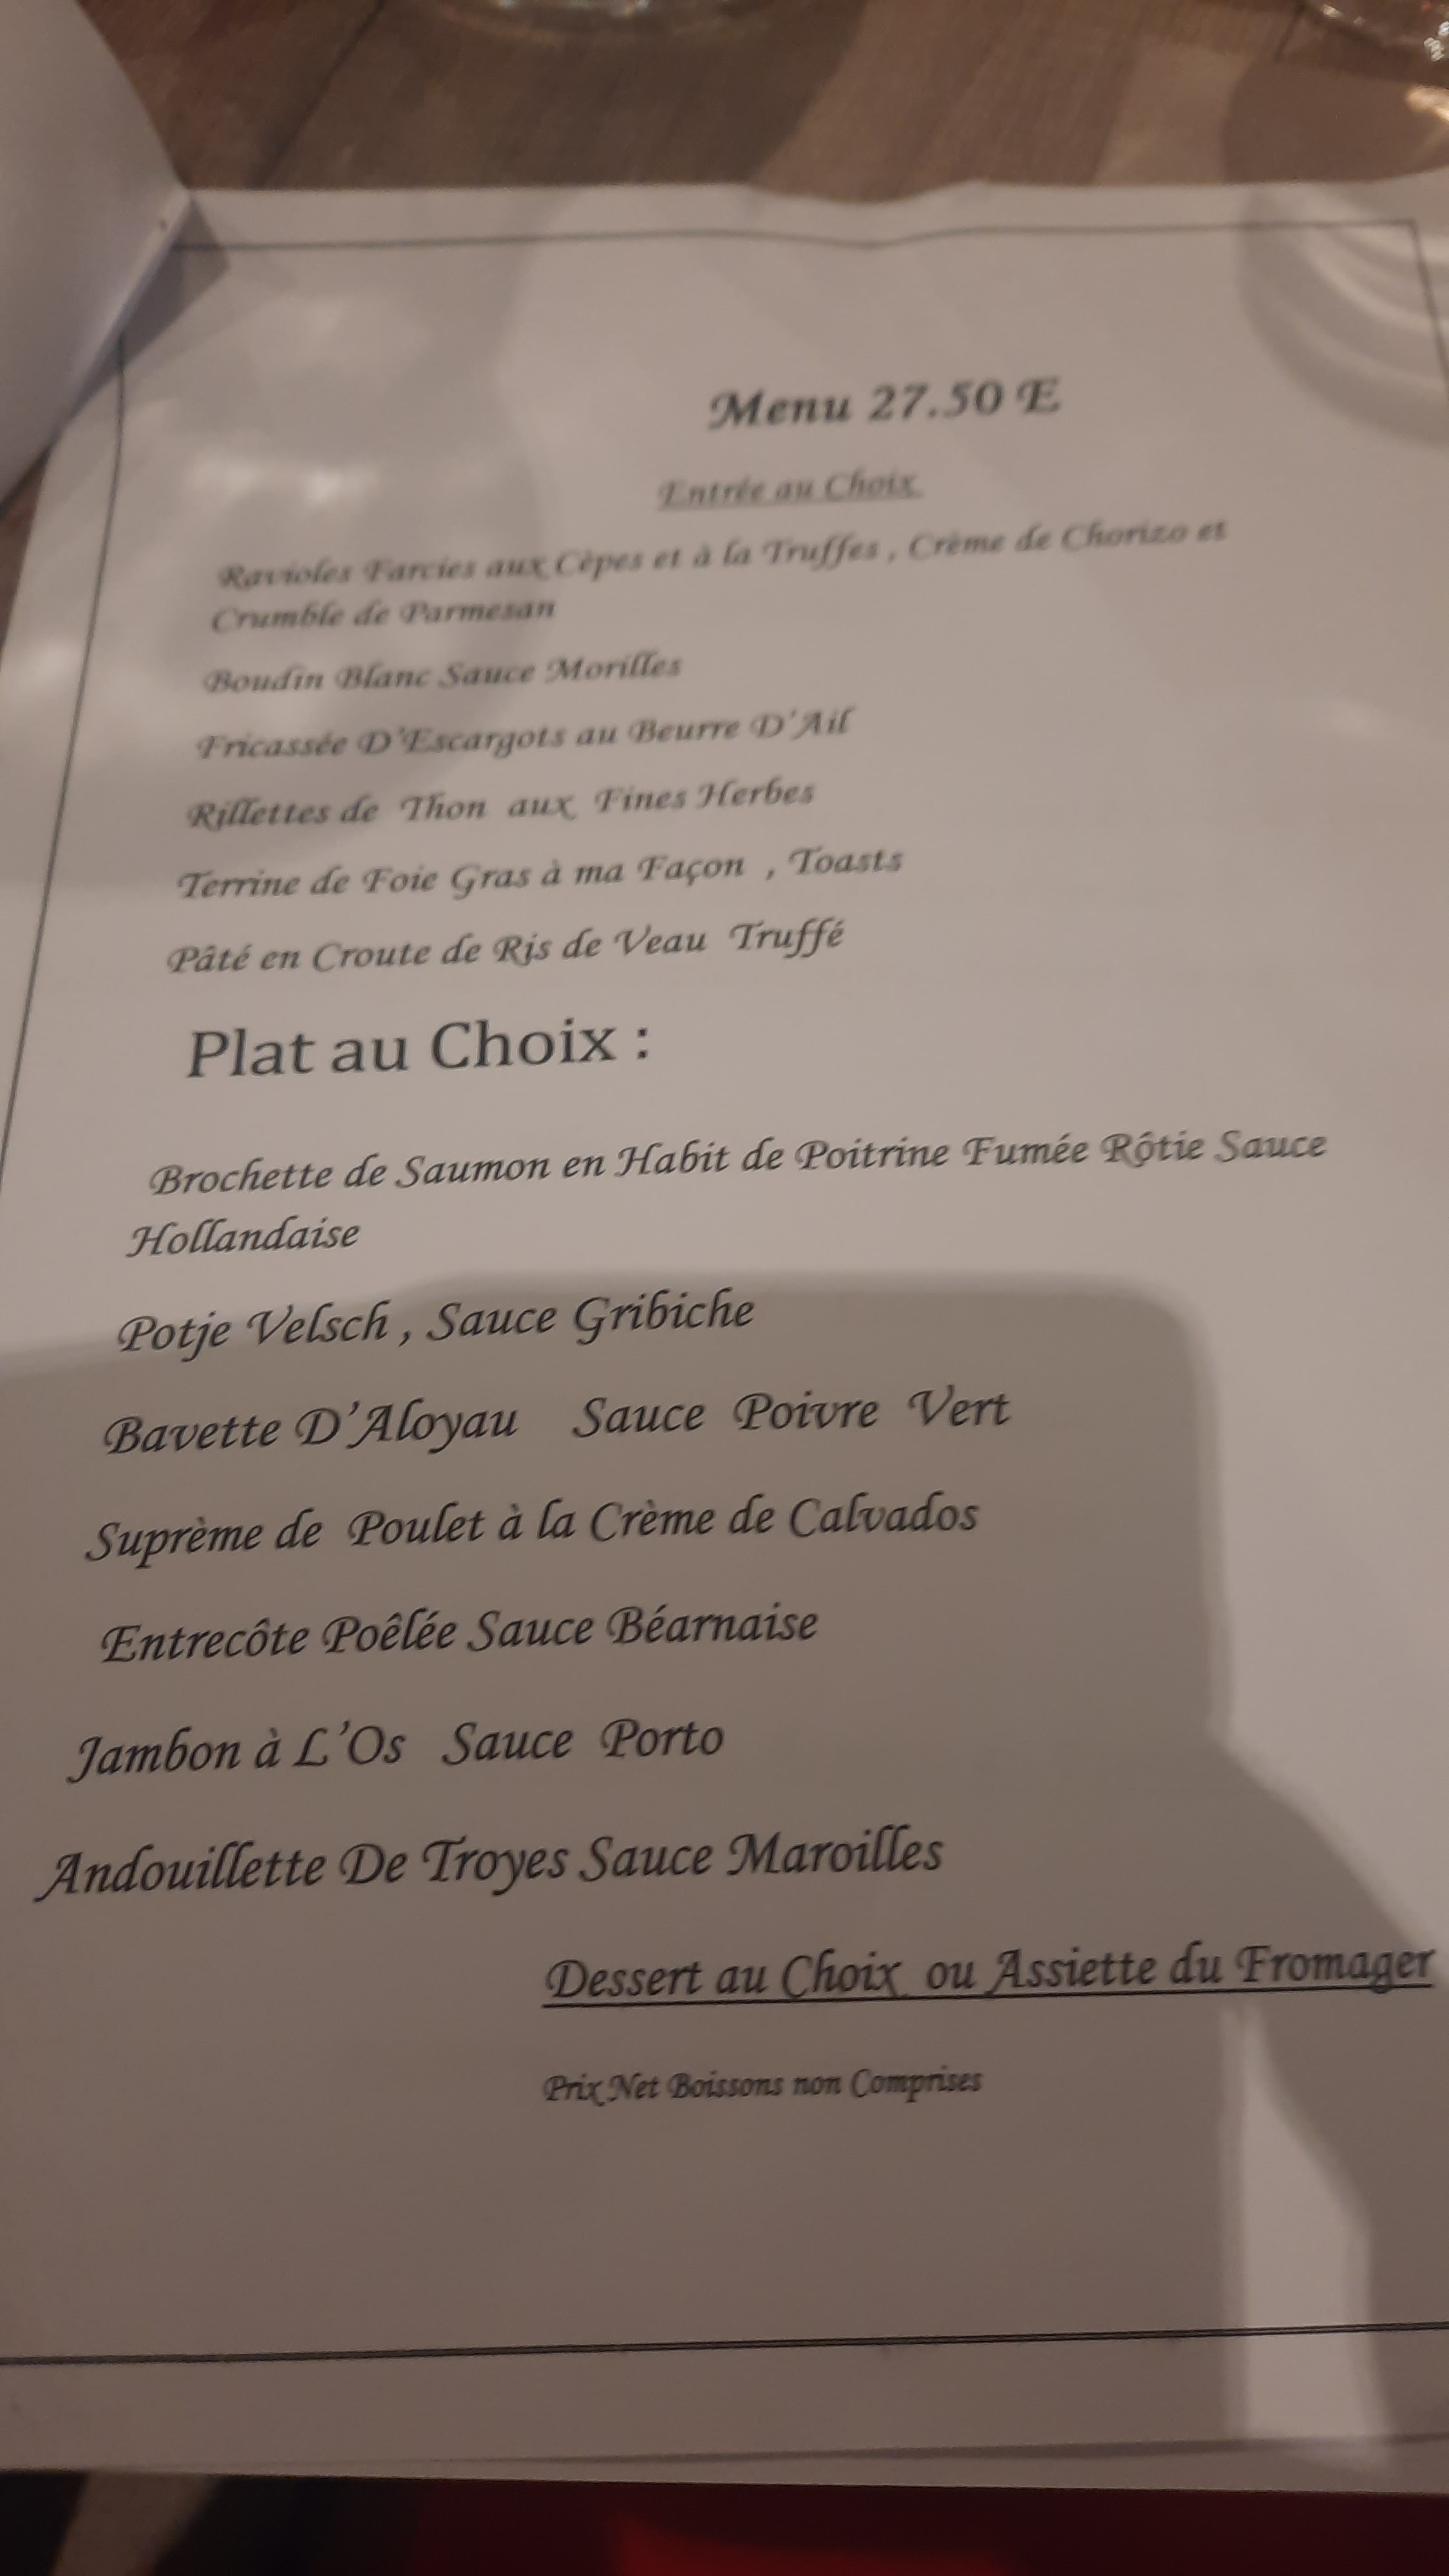 Menu 27.50 E
Entrée au Choix
Ravioles Farcies aux Cèpes et à la Truffes , Crème de Chorizo et
Crumble de Parmesan
Boudin Blanc Sauce Morilles
Fricassée D'Escargots au Beurre D'Ail
Rillettes de Thon aux Fines Herbes
Terrine de Foie Gras à ma Façon , Toasts
Pâté en Croute de Ris de Veau Truffé
Plat au Choix :
Brochette de Saumon en Habit de Poitrine Fumée Rôtie Sauce
Hollandaise
Potje Velsch , Sauce Gribiche
Bavette D'Aloyau Sauce Poivre Vert
Suprème de Poulet à la Crème de Calvados
Entrecôte Poêlée Sauce Béarnaise
Jambon à L'Os Sauce Porto
Andouillette De Troyes Sauce Maroilles
Dessert au Choix ou Assiette du Fromager
Prix Net Boissons non Comprises